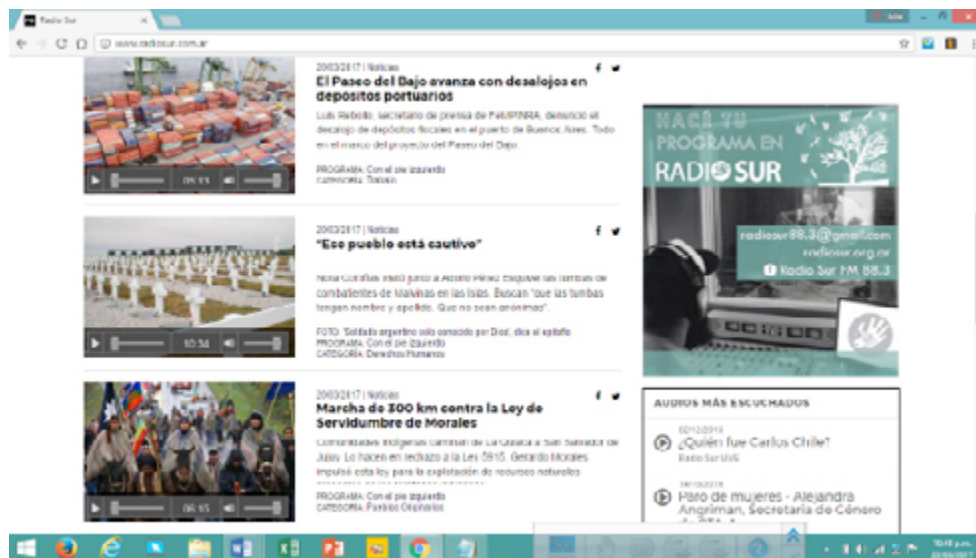 Radio Sur
www.radiosur.com.ar
20/03/2017 | Noticias
El Paseo del Bajo avanza con desalojos en
depósitos portuarios
Luis Rebollo, secretario de prensa de FeMPINRA, denunció el
desalojo de depósitos fiscales en el puerto de Buenos Aires. Todo
en el marco del proyecto del Paseo del Bajo.
PROGRAMA: Con el pie izquierdo
CATEGORÍA: Trabajo
20/03/2017 | Noticias
"Ese pueblo está cautivo"
Nora Cortiñas visitó junto a Adolfo Pérez Esquivel las tumbas de
combatientes de Malvinas en las Islas. Buscan "que las tumbas
tengan nombre y apellido. Que no sean anónimas".
FOTO: 'Soldado argentino solo conocido por Dios', dice el epitafio
PROGRAMA: Con el pie izquierdo
CATEGORÍA: Derechos Humanos
10:34
20/03/2017 | Noticias
Marcha de 300 km contra la Ley de
Servidumbre de Morales
Comunidades indígenas caminan de La Quiaca a San Salvador de
Jujuy. Lo hacen en rechazo a la Ley 5915. Gerardo Morales
impulsó esta ley para la explotación de recursos naturales
PROGRAMA: Con el pie izquierdo
CATEGORÍA: Pueblos Originarios
06:15
HACÉ TU
PROGRAMA EN
RADIO SUR
radiosur88.3@gmail.com
radiosur.org.ar
Radio Sur FM 88.3
AUDIOS MÁS ESCUCHADOS
02/12/2016
¿Quién fue Carlos Chile?
Radio Sur
Paro de mujeres - Alejandra
Angriman, Secretaria de Género
10:48 p.m.